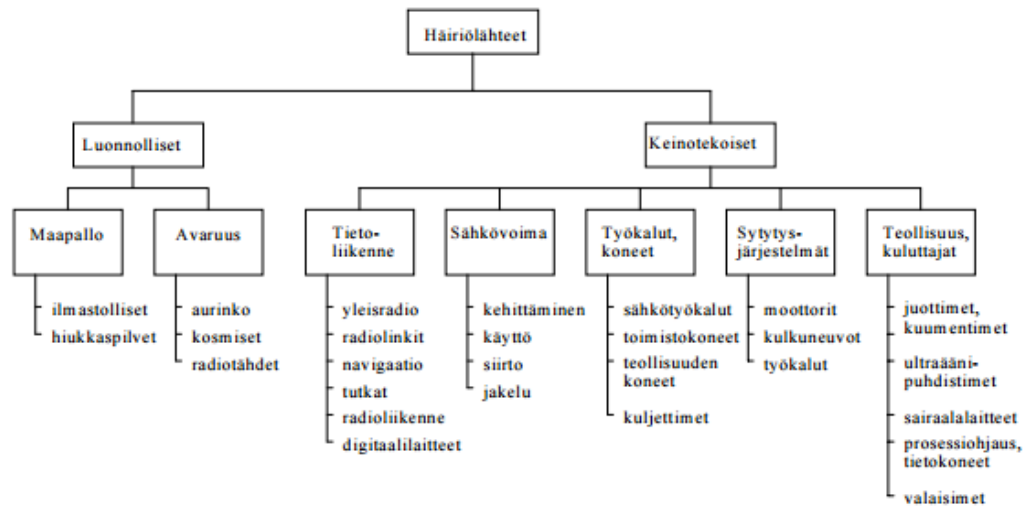 Häiriölähteet
Luonnolliset
Keinotekoiset
Maapallo
ilmastolliset
hiukkaspilvet
Avaruus
aurinko
kosmiset
radiotähdet
Tieto-
liikenne
yleisradio
radiolinkit
navigaatio
tutkat
radioliikenne
digitaalilaitteet
Sähkövoima
kehittäminen
käyttö
siirto
jakelu
Työkalut,
koneet
sähkötyökalut
toimistokoneet
teollisuuden
koneet
kuljettimet
Sytytys-
järjestelmät
moottorit
kulkuneuvot
työkalut
Teollisuus,
kuluttajat
juottimet,
kuumentimet
ultraääni-
puhdistimet
sairaalalaitteet
prosessiohjaus,
tietokoneet
valaisimet